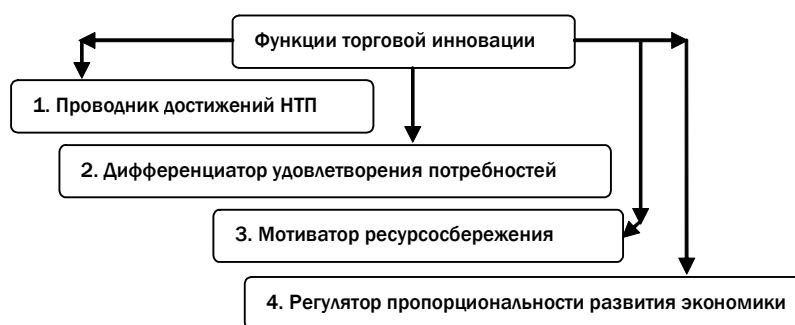 Функции торговой инновации
1. Проводник достижений НТП
2. Дифференциатор удовлетворения потребностей
3. Мотиватор ресурсосбережения
4. Регулятор пропорциональности развития экономики